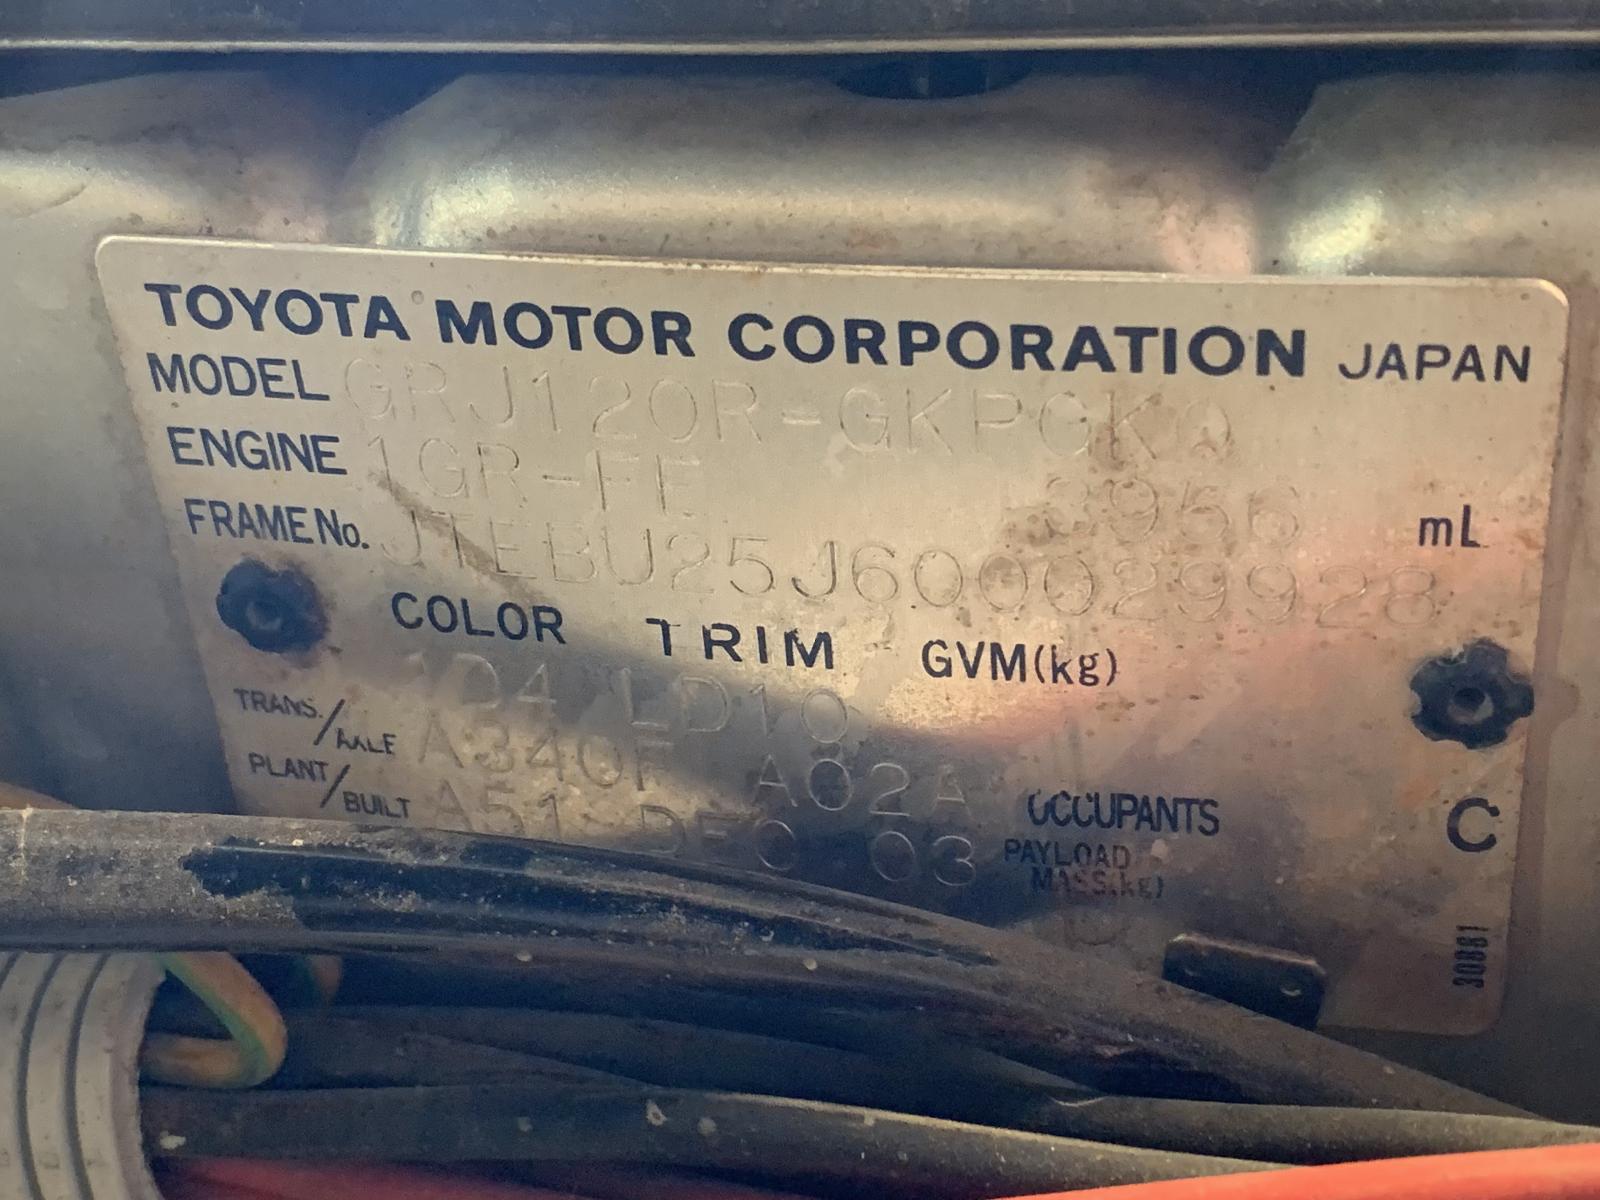 TOYOTA MOTOR CORPORATION JAPAN
MODEL GRJ120R-GKPGKQ
ENGINE 1GR-FE 3956 mL
FRAME No. JTEBU25J600029928
COLOR TRIM GVM(kg)
1D4 LD10
TRANS./AXLE A340F A02A
PLANT/BUILT A51 DEC 03
OCCUPANTS C
PAYLOAD
MASS(kg)
30881